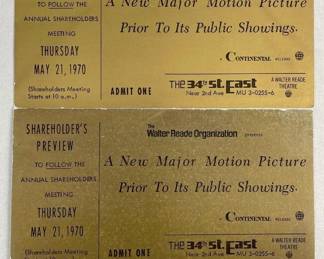 TO FOLLOW THE
ANNUAL SHAREHOLDERS
MEETING
THURSDAY
MAY 21, 1970
(Shareholders Meeting
Starts at 10 a.m.)
A New Major Motion Picture
Prior To Its Public Showings.
A CONTINENTAL RELEASE
ADMIT ONE
The 34th St. East
Near 2nd Ave MU 3-0255-6
A WALTER READE
THEATRE
SHAREHOLDER'S
PREVIEW
TO FOLLOW THE
ANNUAL SHAREHOLDERS
MEETING
THURSDAY
MAY 21, 1970
(Shareholders Meeting
The
Walter Reade Organization presents
A New Major Motion Picture
Prior To Its Public Showings.
A CONTINENTAL RELEASE
ADMIT ONE
The 34th St. East
Near 2nd Ave MU 3-0255-6
A WALTER READE
THEATRE